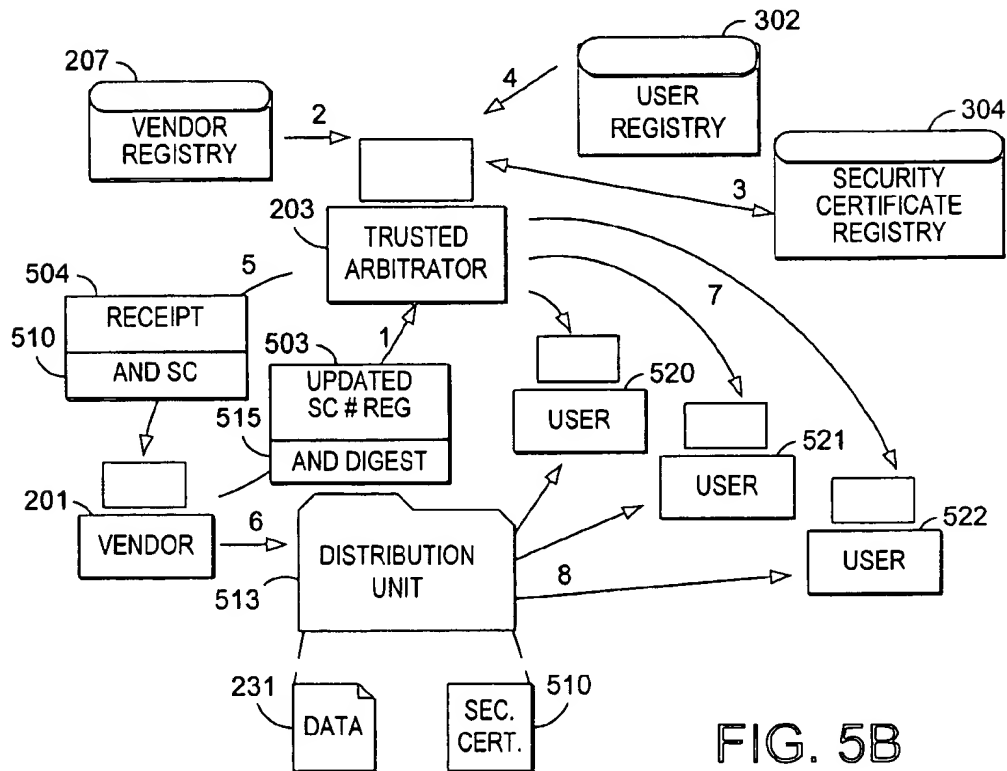 302
207
4
VENDOR
REGISTRY
2
USER
REGISTRY
304
3
SECURITY
CERTIFICATE
REGISTRY
203
TRUSTED
ARBITRATOR
5
504
RECEIPT
510
AND SC
1
503
UPDATED
SC # REG
515
AND DIGEST
7
520
USER
521
USER
522
USER
201
VENDOR
6
DISTRIBUTION
UNIT
513
8
231
DATA
510
SEC.
CERT.
FIG. 5B